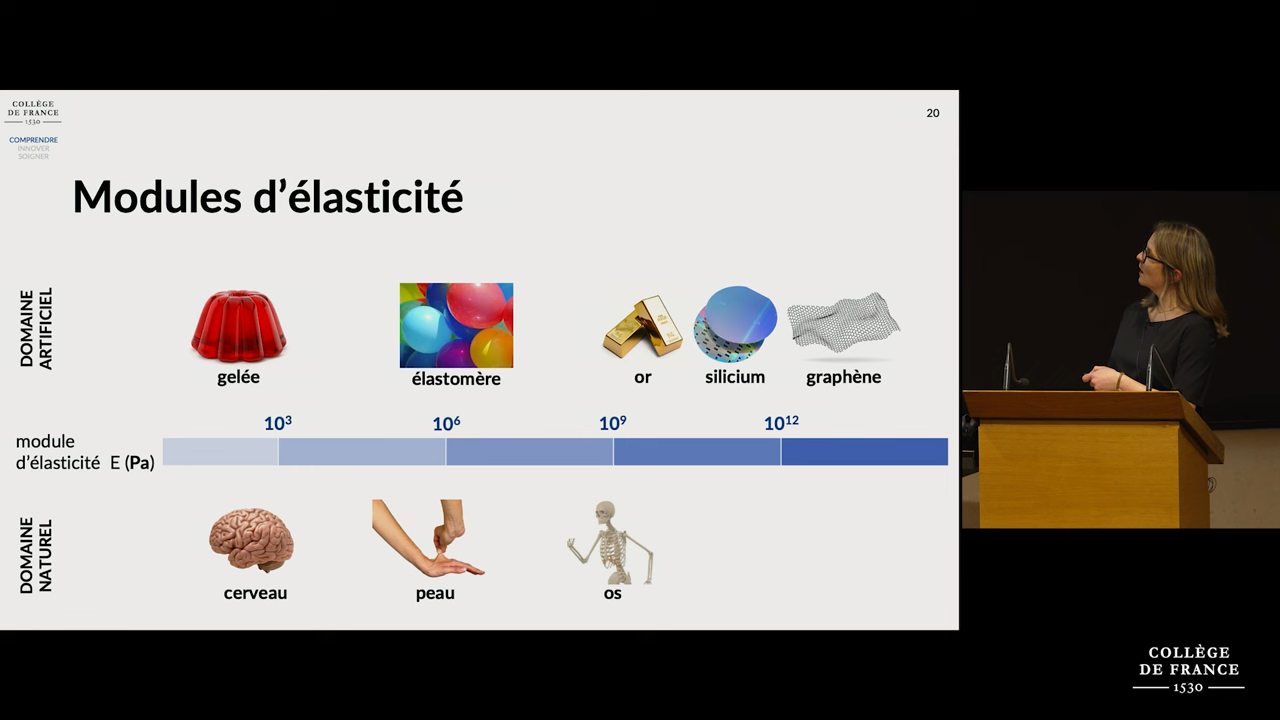 COLLÈGE
DE FRANCE
1530
COMPRENDRE
INNOVER
SOIGNER
20
Modules d’élasticité
DOMAINE
ARTIFICIEL
gelée
élastomère
or
silicium
graphène
10³
10⁶
10⁹
10¹²
module
d’élasticité E (Pa)
DOMAINE
NATUREL
cerveau
peau
os
COLLÈGE
DE FRANCE
1530